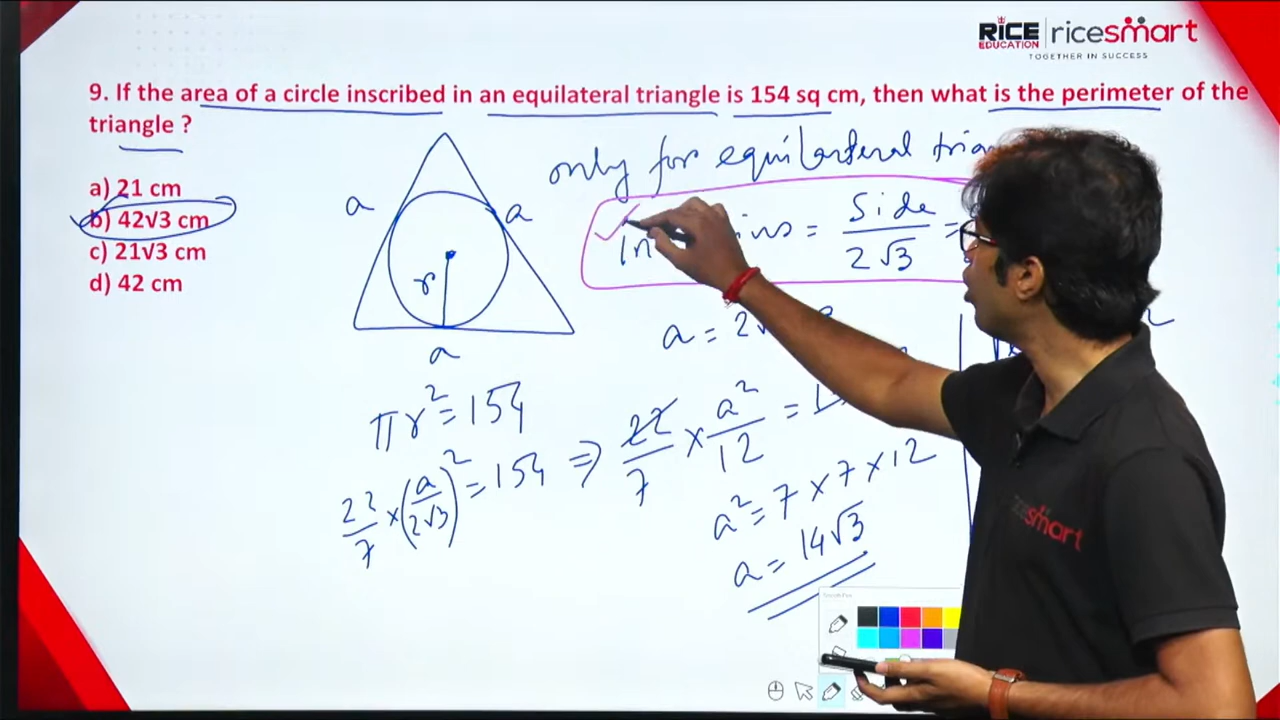 RICE EDUCATION ricesmart
TOGETHER IN SUCCESS
9. If the area of a circle inscribed in an equilateral triangle is 154 sq cm, then what is the perimeter of the
triangle ?
a) 21 cm
b) 42√3 cm
c) 21√3 cm
d) 42 cm
only for equilateral
= Side / 2√3 =
a
a
r
a
a = 2
πr² = 154
22/7 × (a/2√3)² = 154 ⇒ 22/7 × a²/12 =
a² = 7 × 7 × 12
a = 14√3
smart